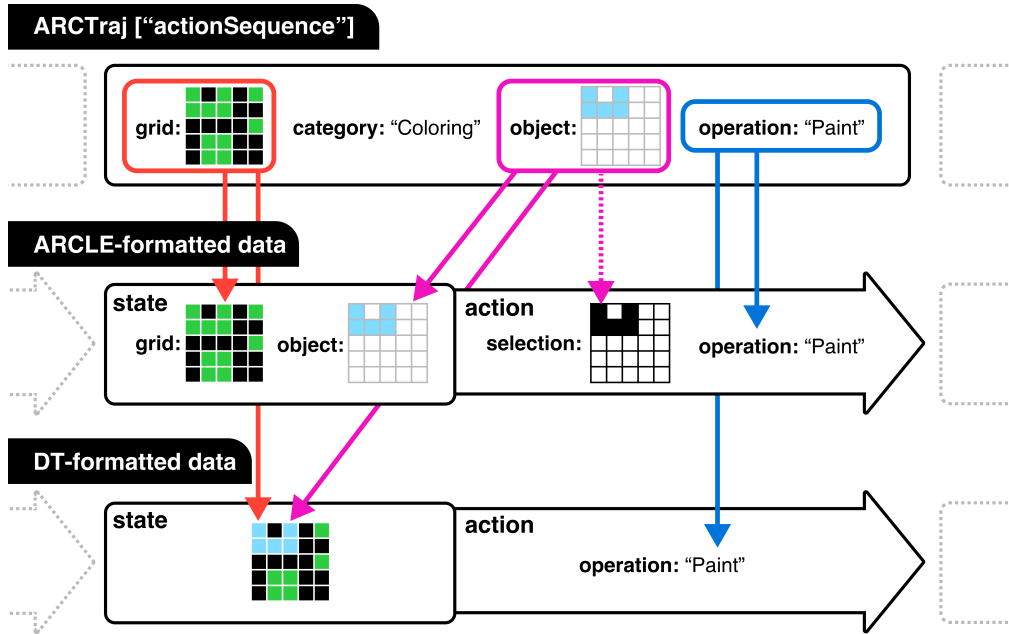 ARCTraj [“actionSequence”]
grid:
category: “Coloring”
object:
operation: “Paint”
ARCLE-formatted data
state
grid:
object:
action
selection:
operation: “Paint”
DT-formatted data
state
action
operation: “Paint”